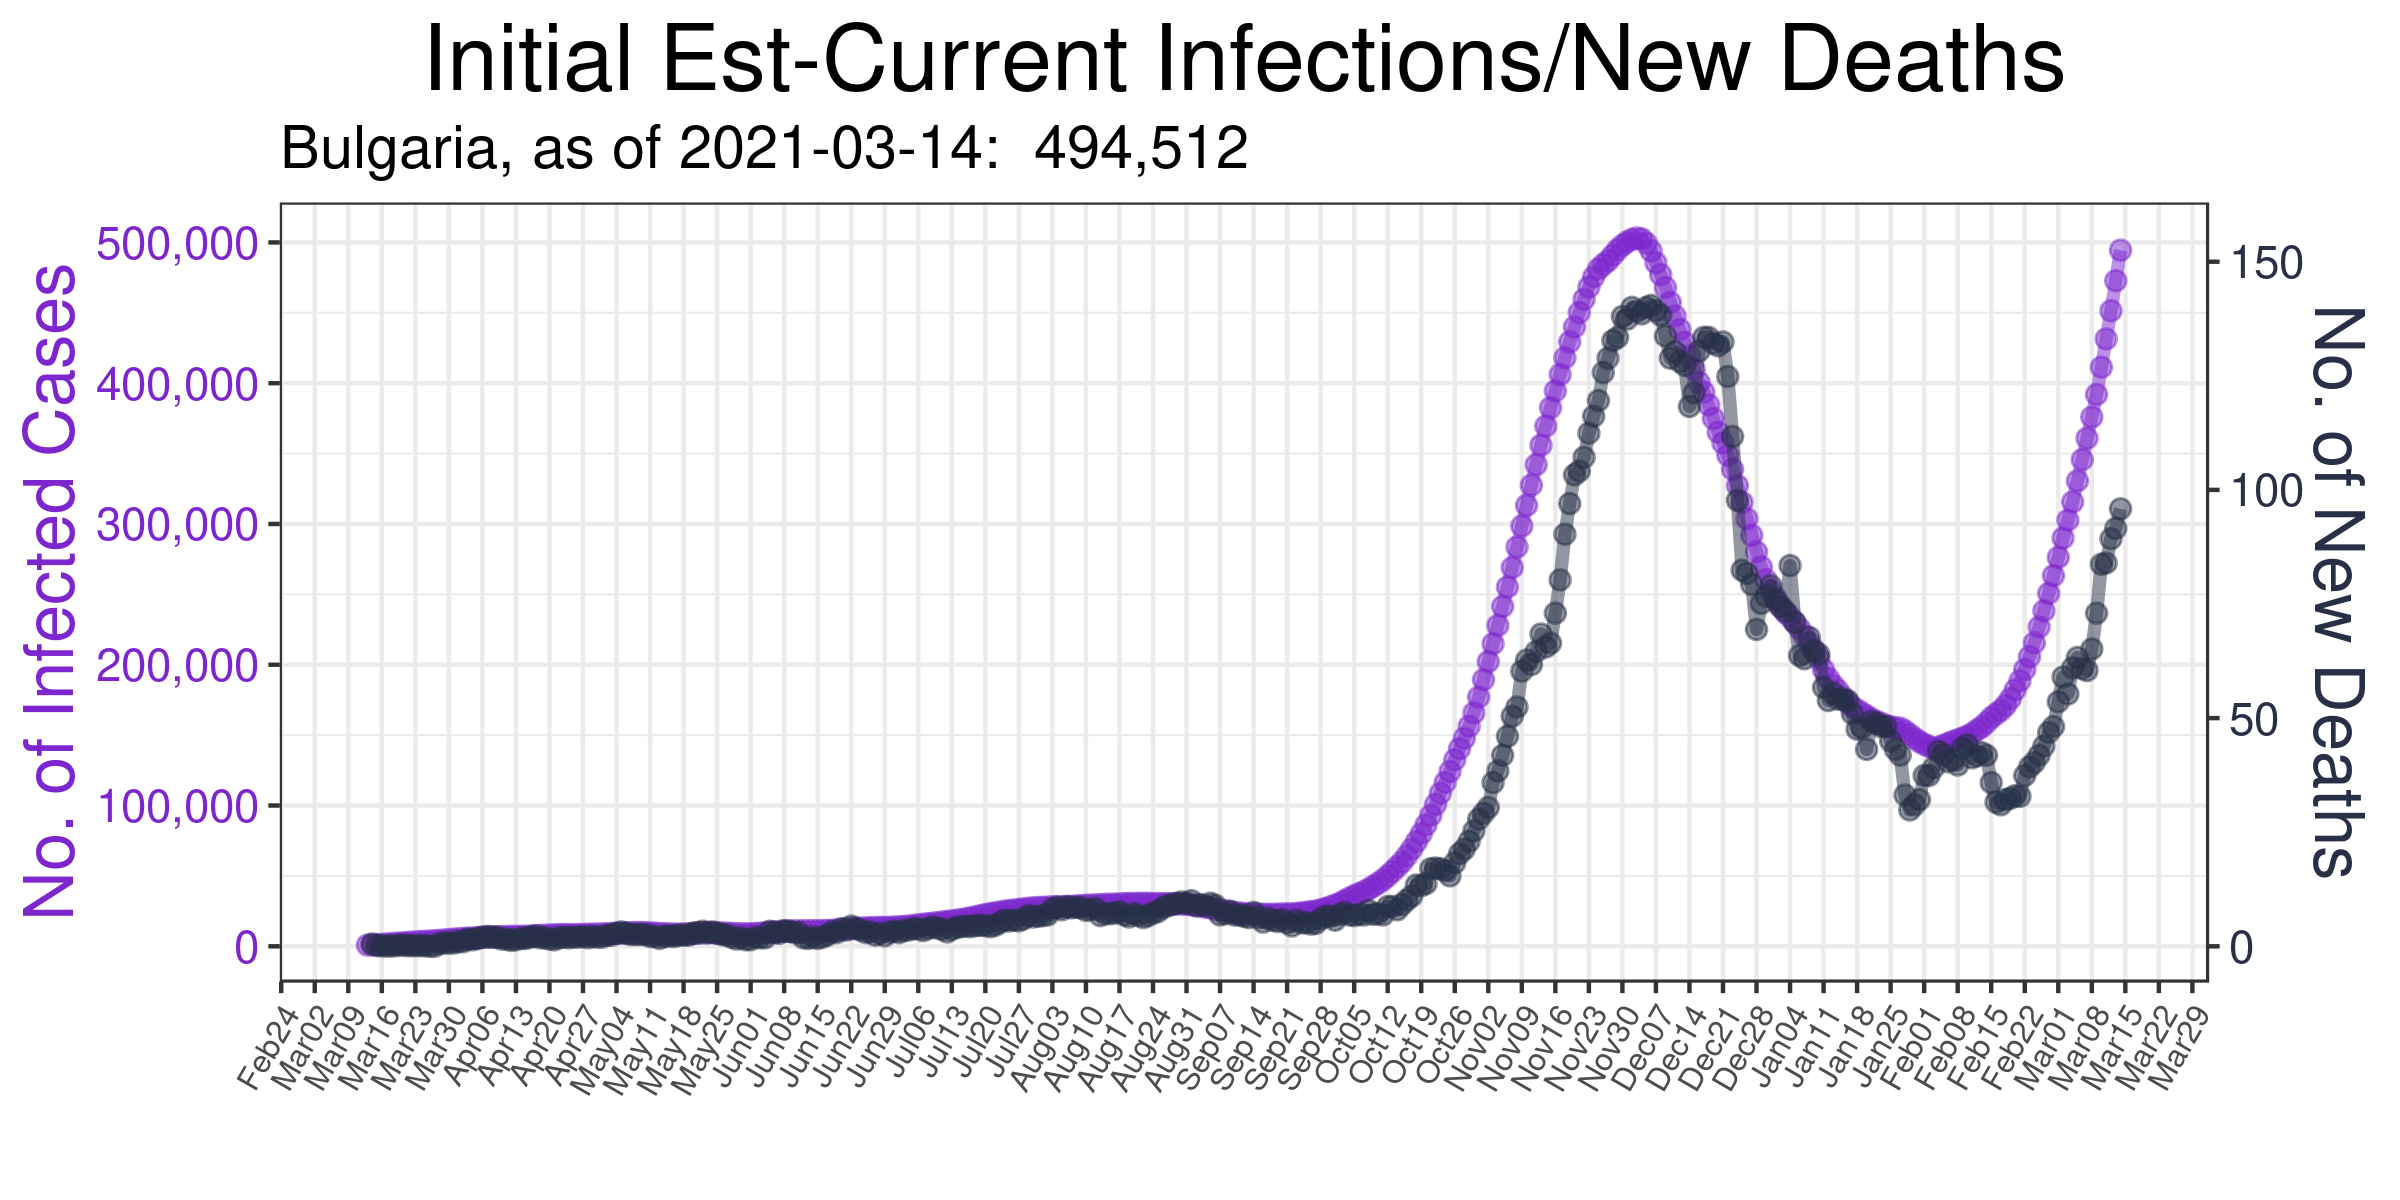 Initial Est-Current Infections/New Deaths
Bulgaria, as of 2021-03-14:  494,512
No. of Infected Cases
500,000
400,000
300,000
200,000
100,000
0
150
100
50
0
No. of New Deaths
Feb24
Mar02
Mar09
Mar16
Mar23
Mar30
Apr06
Apr13
Apr20
Apr27
May04
May11
May18
May25
Jun01
Jun08
Jun15
Jun22
Jun29
Jul06
Jul13
Jul20
Jul27
Aug03
Aug10
Aug17
Aug24
Aug31
Sep07
Sep14
Sep21
Sep28
Oct05
Oct12
Oct19
Oct26
Nov02
Nov09
Nov16
Nov23
Nov30
Dec07
Dec14
Dec21
Dec28
Jan04
Jan11
Jan18
Jan25
Feb01
Feb08
Feb15
Feb22
Mar01
Mar08
Mar15
Mar22
Mar29